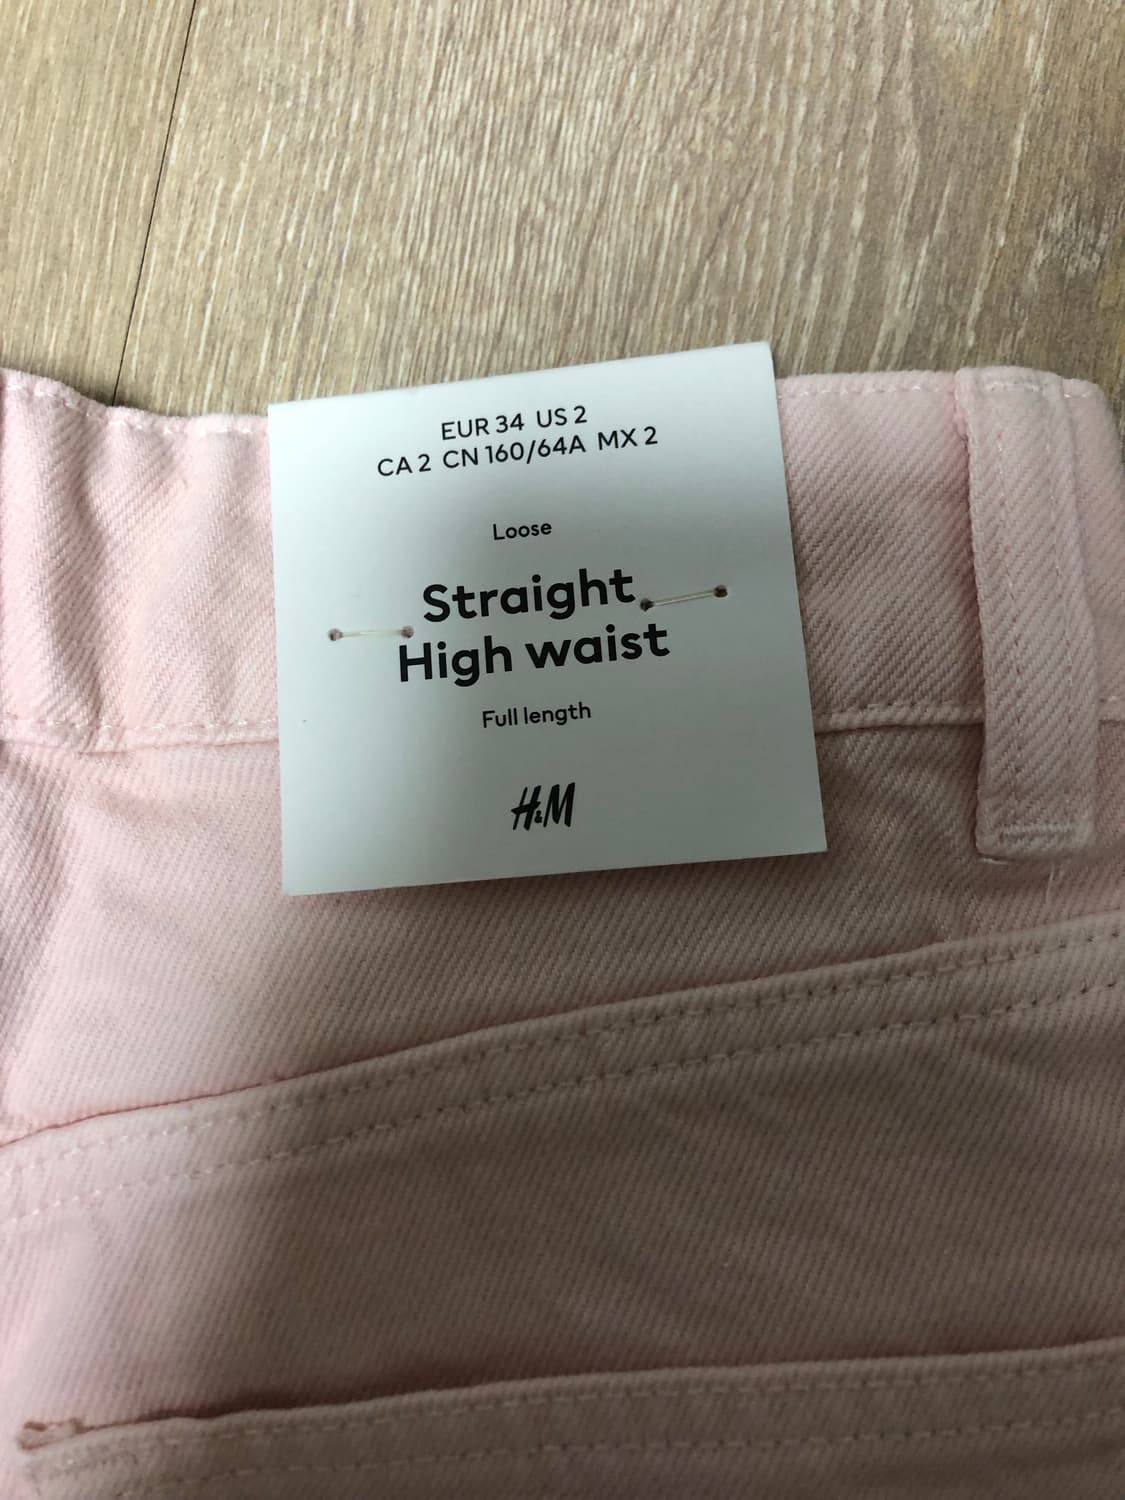 EUR 34 US 2
CA 2 CN 160/64A MX 2
Loose
Straight
High waist
Full length
H&M